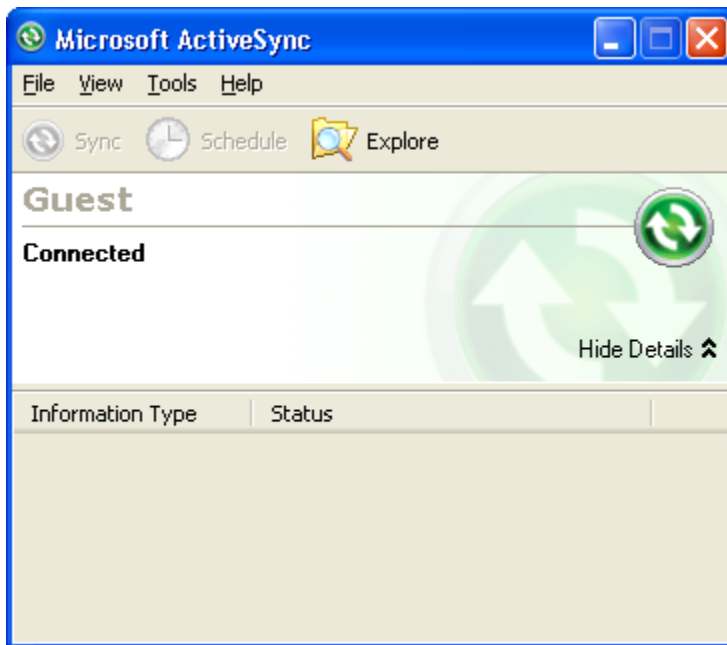 Microsoft ActiveSync
File View Tools Help
Sync Schedule Explore
Guest
Connected
Hide Details
Information Type Status